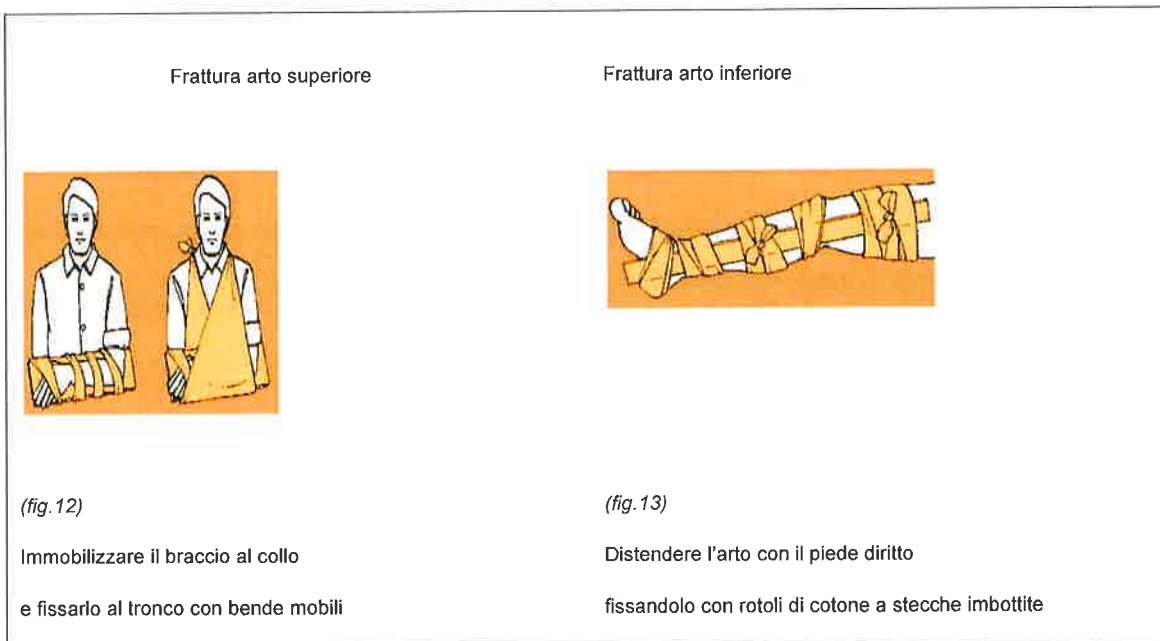 Frattura arto superiore
Frattura arto inferiore
(fig.12)
Immobilizzare il braccio al collo
e fissarlo al tronco con bende mobili
(fig.13)
Distendere l'arto con il piede diritto
fissandolo con rotoli di cotone a stecche imbottite